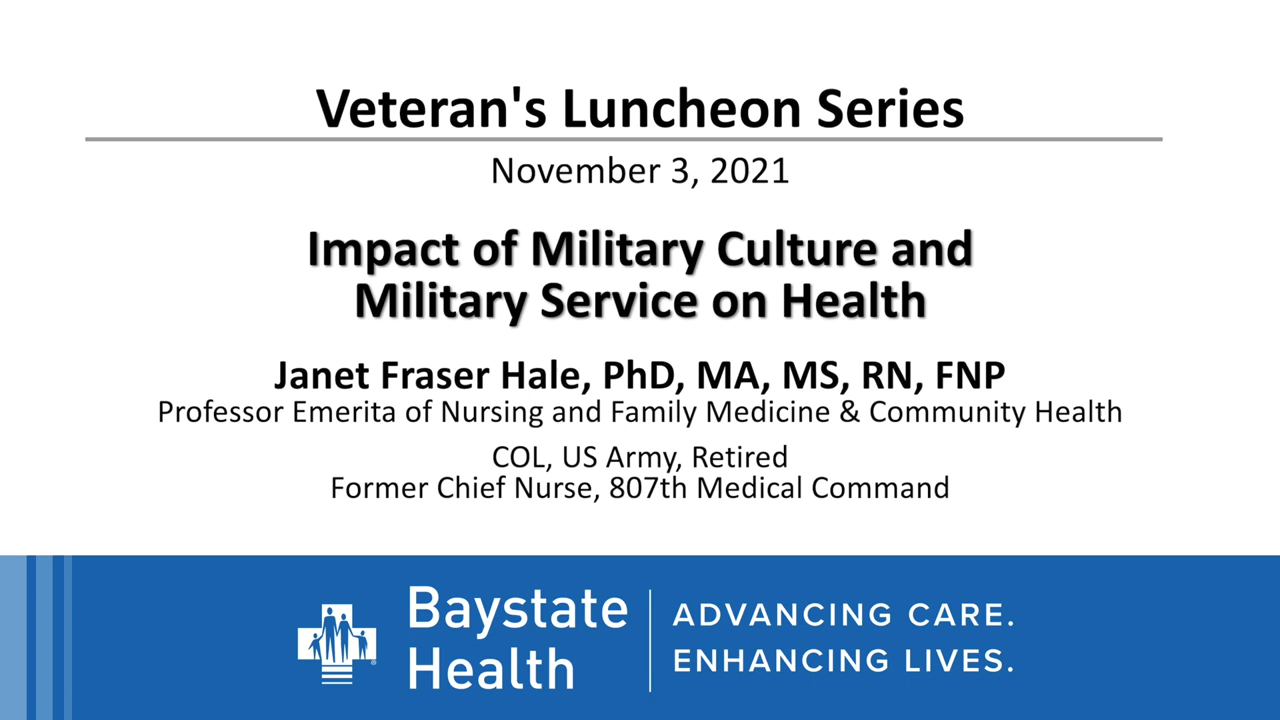 Veteran's Luncheon Series
November 3, 2021
Impact of Military Culture and
Military Service on Health
Janet Fraser Hale, PhD, MA, MS, RN, FNP
Professor Emerita of Nursing and Family Medicine & Community Health
COL, US Army, Retired
Former Chief Nurse, 807th Medical Command
Baystate
Health
ADVANCING CARE.
ENHANCING LIVES.